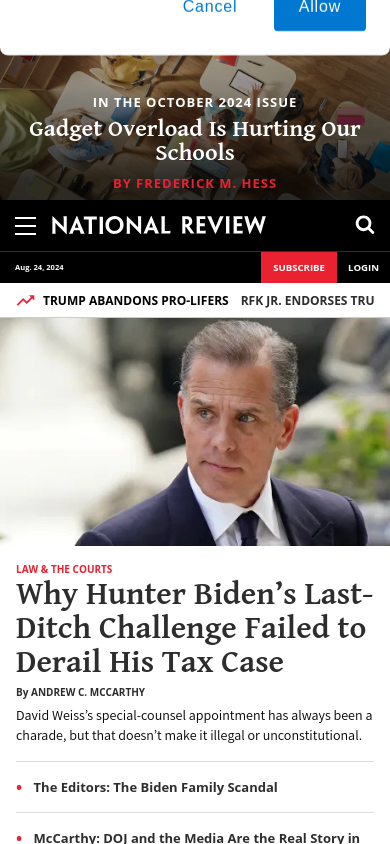 Cancel
Allow
IN THE OCTOBER 2024 ISSUE
Gadget Overload Is Hurting Our
Schools
BY FREDERICK M. HESS
NATIONAL REVIEW
Aug. 24, 2024
SUBSCRIBE
LOGIN
TRUMP ABANDONS PRO-LIFERS
RFK JR. ENDORSES TRU
LAW & THE COURTS
Why Hunter Biden’s Last-
Ditch Challenge Failed to
Derail His Tax Case
By ANDREW C. MCCARTHY
David Weiss’s special-counsel appointment has always been a
charade, but that doesn’t make it illegal or unconstitutional.
The Editors: The Biden Family Scandal
McCarthy: DOJ and the Media Are the Real Story in